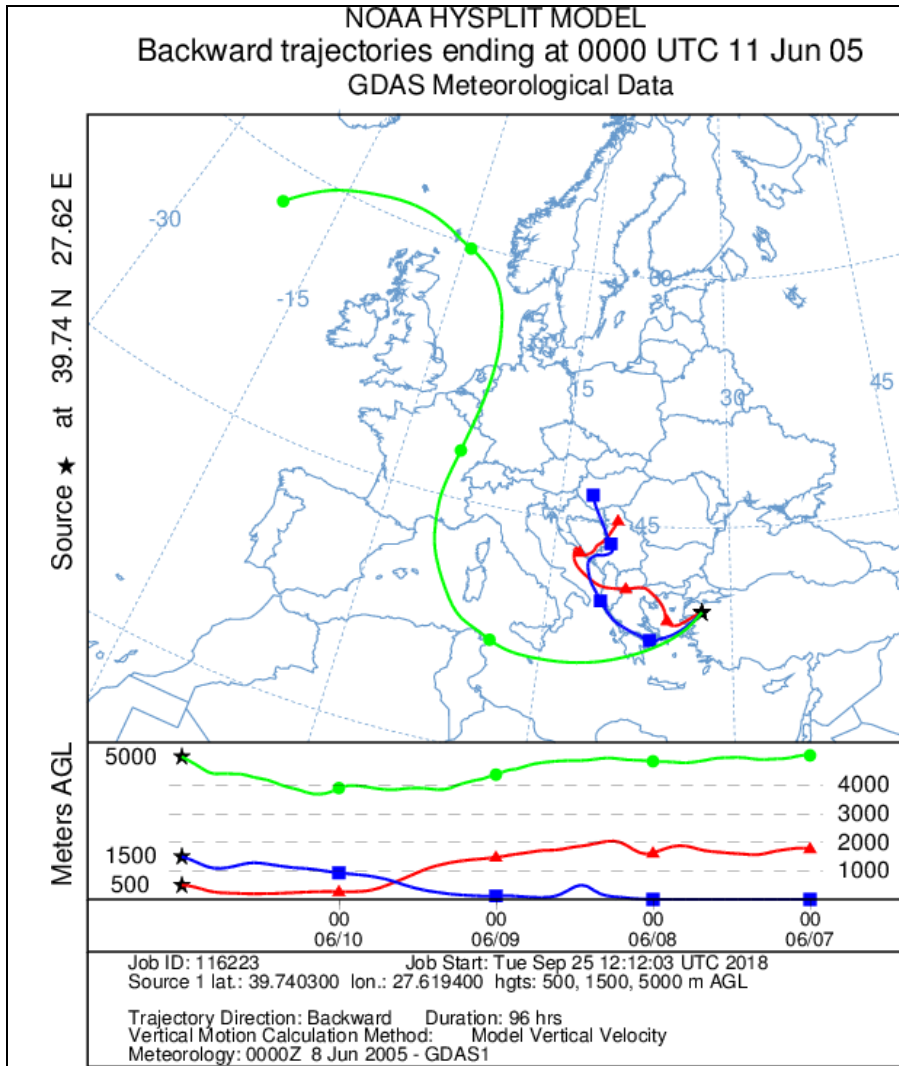 NOAA HYSPLIT MODEL
Backward trajectories ending at 0000 UTC 11 Jun 05
GDAS Meteorological Data
Source ★ at 39.74 N 27.62 E
-30
-15
0
60
15
30
45
45
Meters AGL
5000
1500
500
4000
3000
2000
1000
00 00 00 00
06/10 06/09 06/08 06/07
Job ID: 116223 Job Start: Tue Sep 25 12:12:03 UTC 2018
Source 1 lat.: 39.740300 lon.: 27.619400 hgts: 500, 1500, 5000 m AGL
Trajectory Direction: Backward Duration: 96 hrs
Vertical Motion Calculation Method: Model Vertical Velocity
Meteorology: 0000Z 8 Jun 2005 - GDAS1